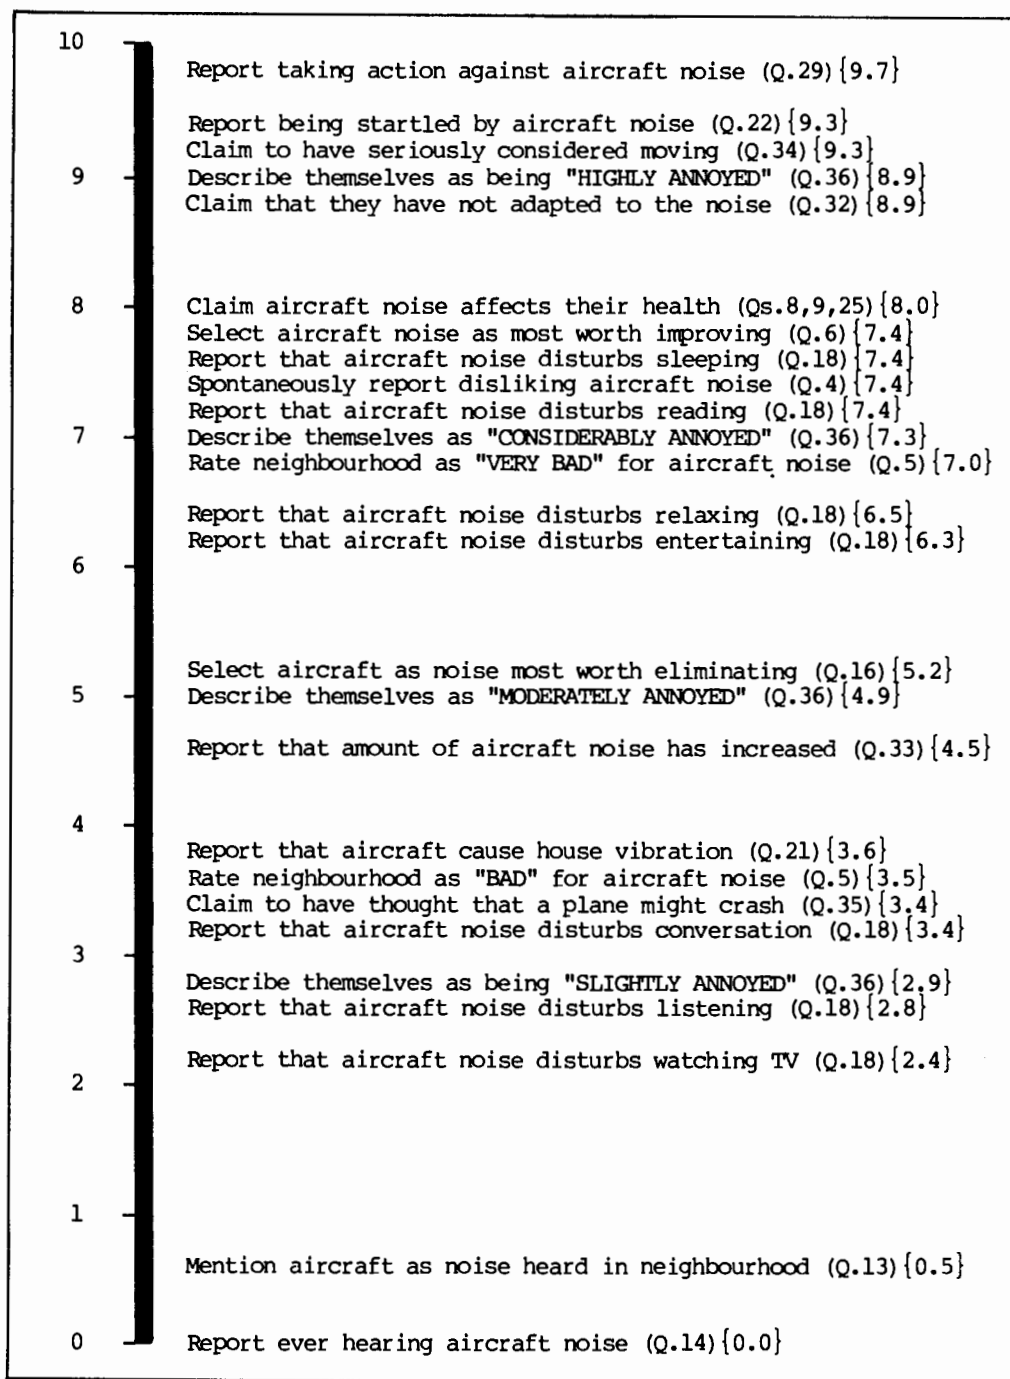 10
Report taking action against aircraft noise (Q.29){9.7}
Report being startled by aircraft noise (Q.22){9.3}
Claim to have seriously considered moving (Q.34){9.3}
9 Describe themselves as being "HIGHLY ANNOYED" (Q.36){8.9}
Claim that they have not adapted to the noise (Q.32){8.9}
8 Claim aircraft noise affects their health (Qs.8,9,25){8.0}
Select aircraft noise as most worth improving (Q.6){7.4}
Report that aircraft noise disturbs sleeping (Q.18){7.4}
Spontaneously report disliking aircraft noise (Q.4){7.4}
Report that aircraft noise disturbs reading (Q.18){7.4}
7 Describe themselves as "CONSIDERABLY ANNOYED" (Q.36){7.3}
Rate neighbourhood as "VERY BAD" for aircraft noise (Q.5){7.0}
Report that aircraft noise disturbs relaxing (Q.18){6.5}
Report that aircraft noise disturbs entertaining (Q.18){6.3}
6
Select aircraft as noise most worth eliminating (Q.16){5.2}
5 Describe themselves as "MODERATELY ANNOYED" (Q.36){4.9}
Report that amount of aircraft noise has increased (Q.33){4.5}
4
Report that aircraft cause house vibration (Q.21){3.6}
Rate neighbourhood as "BAD" for aircraft noise (Q.5){3.5}
Claim to have thought that a plane might crash (Q.35){3.4}
Report that aircraft noise disturbs conversation (Q.18){3.4}
3
Describe themselves as being "SLIGHTLY ANNOYED" (Q.36){2.9}
Report that aircraft noise disturbs listening (Q.18){2.8}
Report that aircraft noise disturbs watching TV (Q.18){2.4}
2
1
Mention aircraft as noise heard in neighbourhood (Q.13){0.5}
0 Report ever hearing aircraft noise (Q.14){0.0}